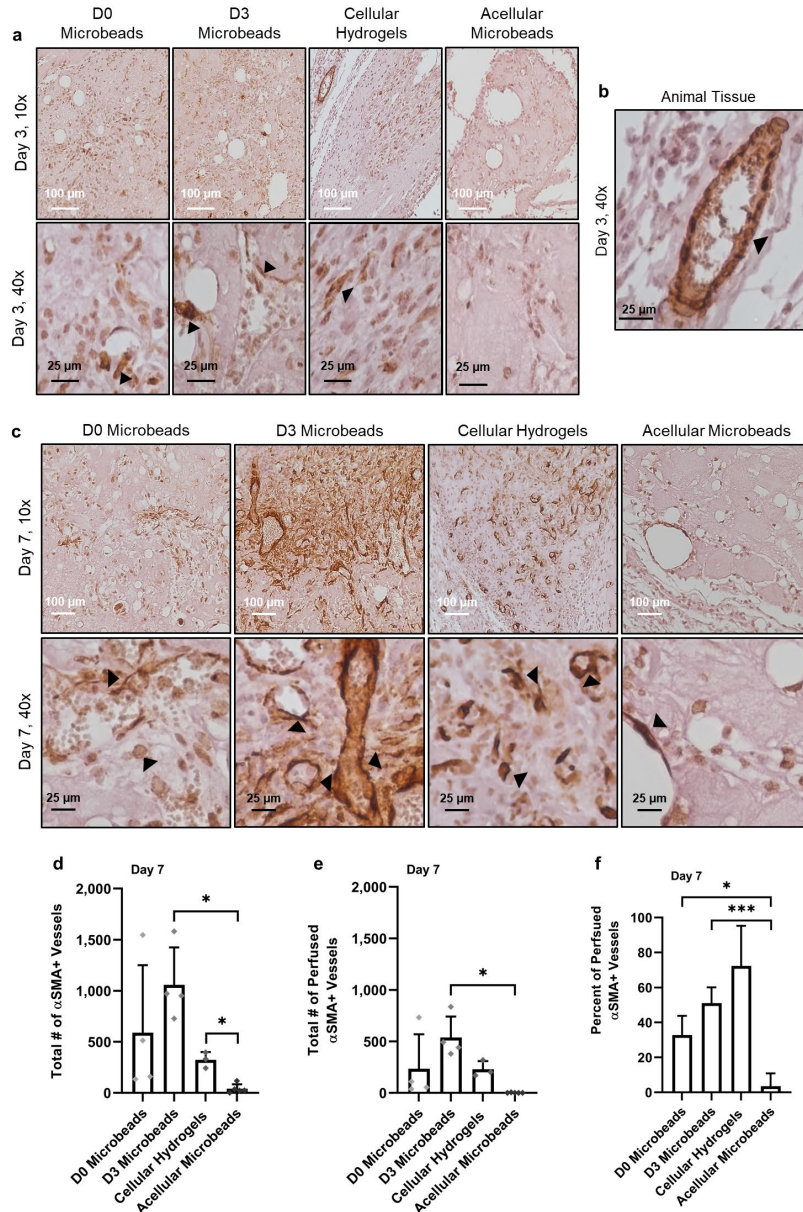 a
D0
Microbeads
D3
Microbeads
Cellular
Hydrogels
Acellular
Microbeads
Day 3, 10x
100 µm
100 µm
100 µm
100 µm
Day 3, 40x
25 µm
25 µm
25 µm
25 µm
b
Animal Tissue
Day 3, 40x
25 µm
c
D0 Microbeads
D3 Microbeads
Cellular Hydrogels
Acellular Microbeads
Day 7, 10x
100 µm
100 µm
100 µm
100 µm
Day 7, 40x
25 µm
25 µm
25 µm
25 µm
d
Day 7
Total # of αSMA+ Vessels
2,000
1,500
1,000
500
0
*
*
D0 Microbeads
D3 Microbeads
Cellular Hydrogels
Acellular Microbeads
e
Day 7
Total # of Perfused
αSMA+ Vessels
2,000
1,500
1,000
500
0
*
D0 Microbeads
D3 Microbeads
Cellular Hydrogels
Acellular Microbeads
f
Day 7
Percent of Perfsued
αSMA+ Vessels
100
80
60
40
20
0
*
***
D0 Microbeads
D3 Microbeads
Cellular Hydrogels
Acellular Microbeads